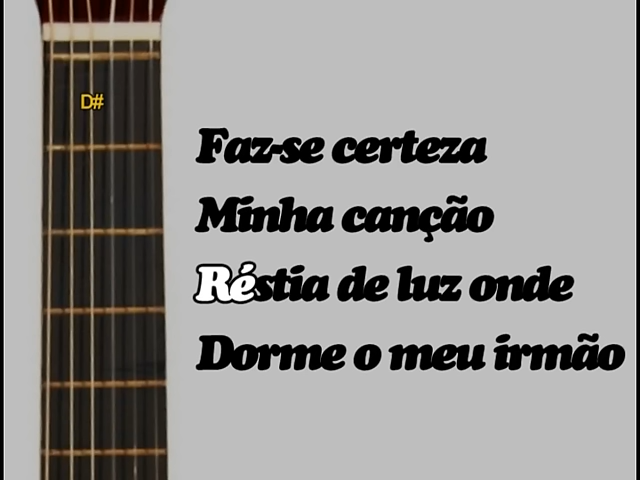 D#
Faz-se certeza
Minha canção
Réstia de luz onde
Dorme o meu irmão